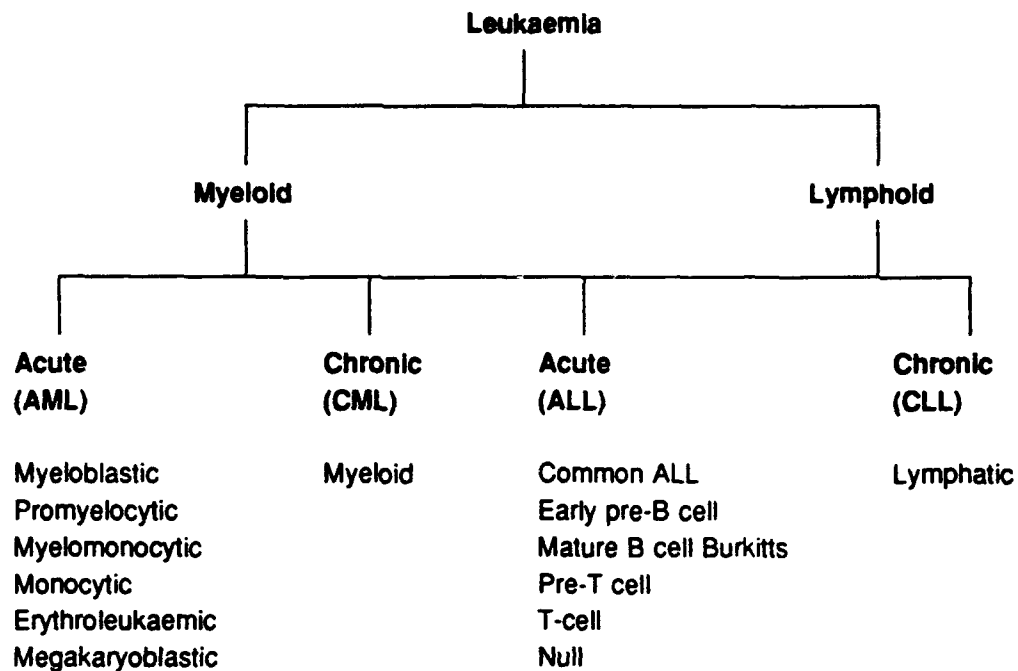 Leukaemia
Myeloid
Lymphoid
Acute
(AML)
Myeloblastic
Promyelocytic
Myelomonocytic
Monocytic
Erythroleukaemic
Megakaryoblastic
Chronic
(CML)
Myeloid
Acute
(ALL)
Common ALL
Early pre-B cell
Mature B cell Burkitts
Pre-T cell
T-cell
Null
Chronic
(CLL)
Lymphatic